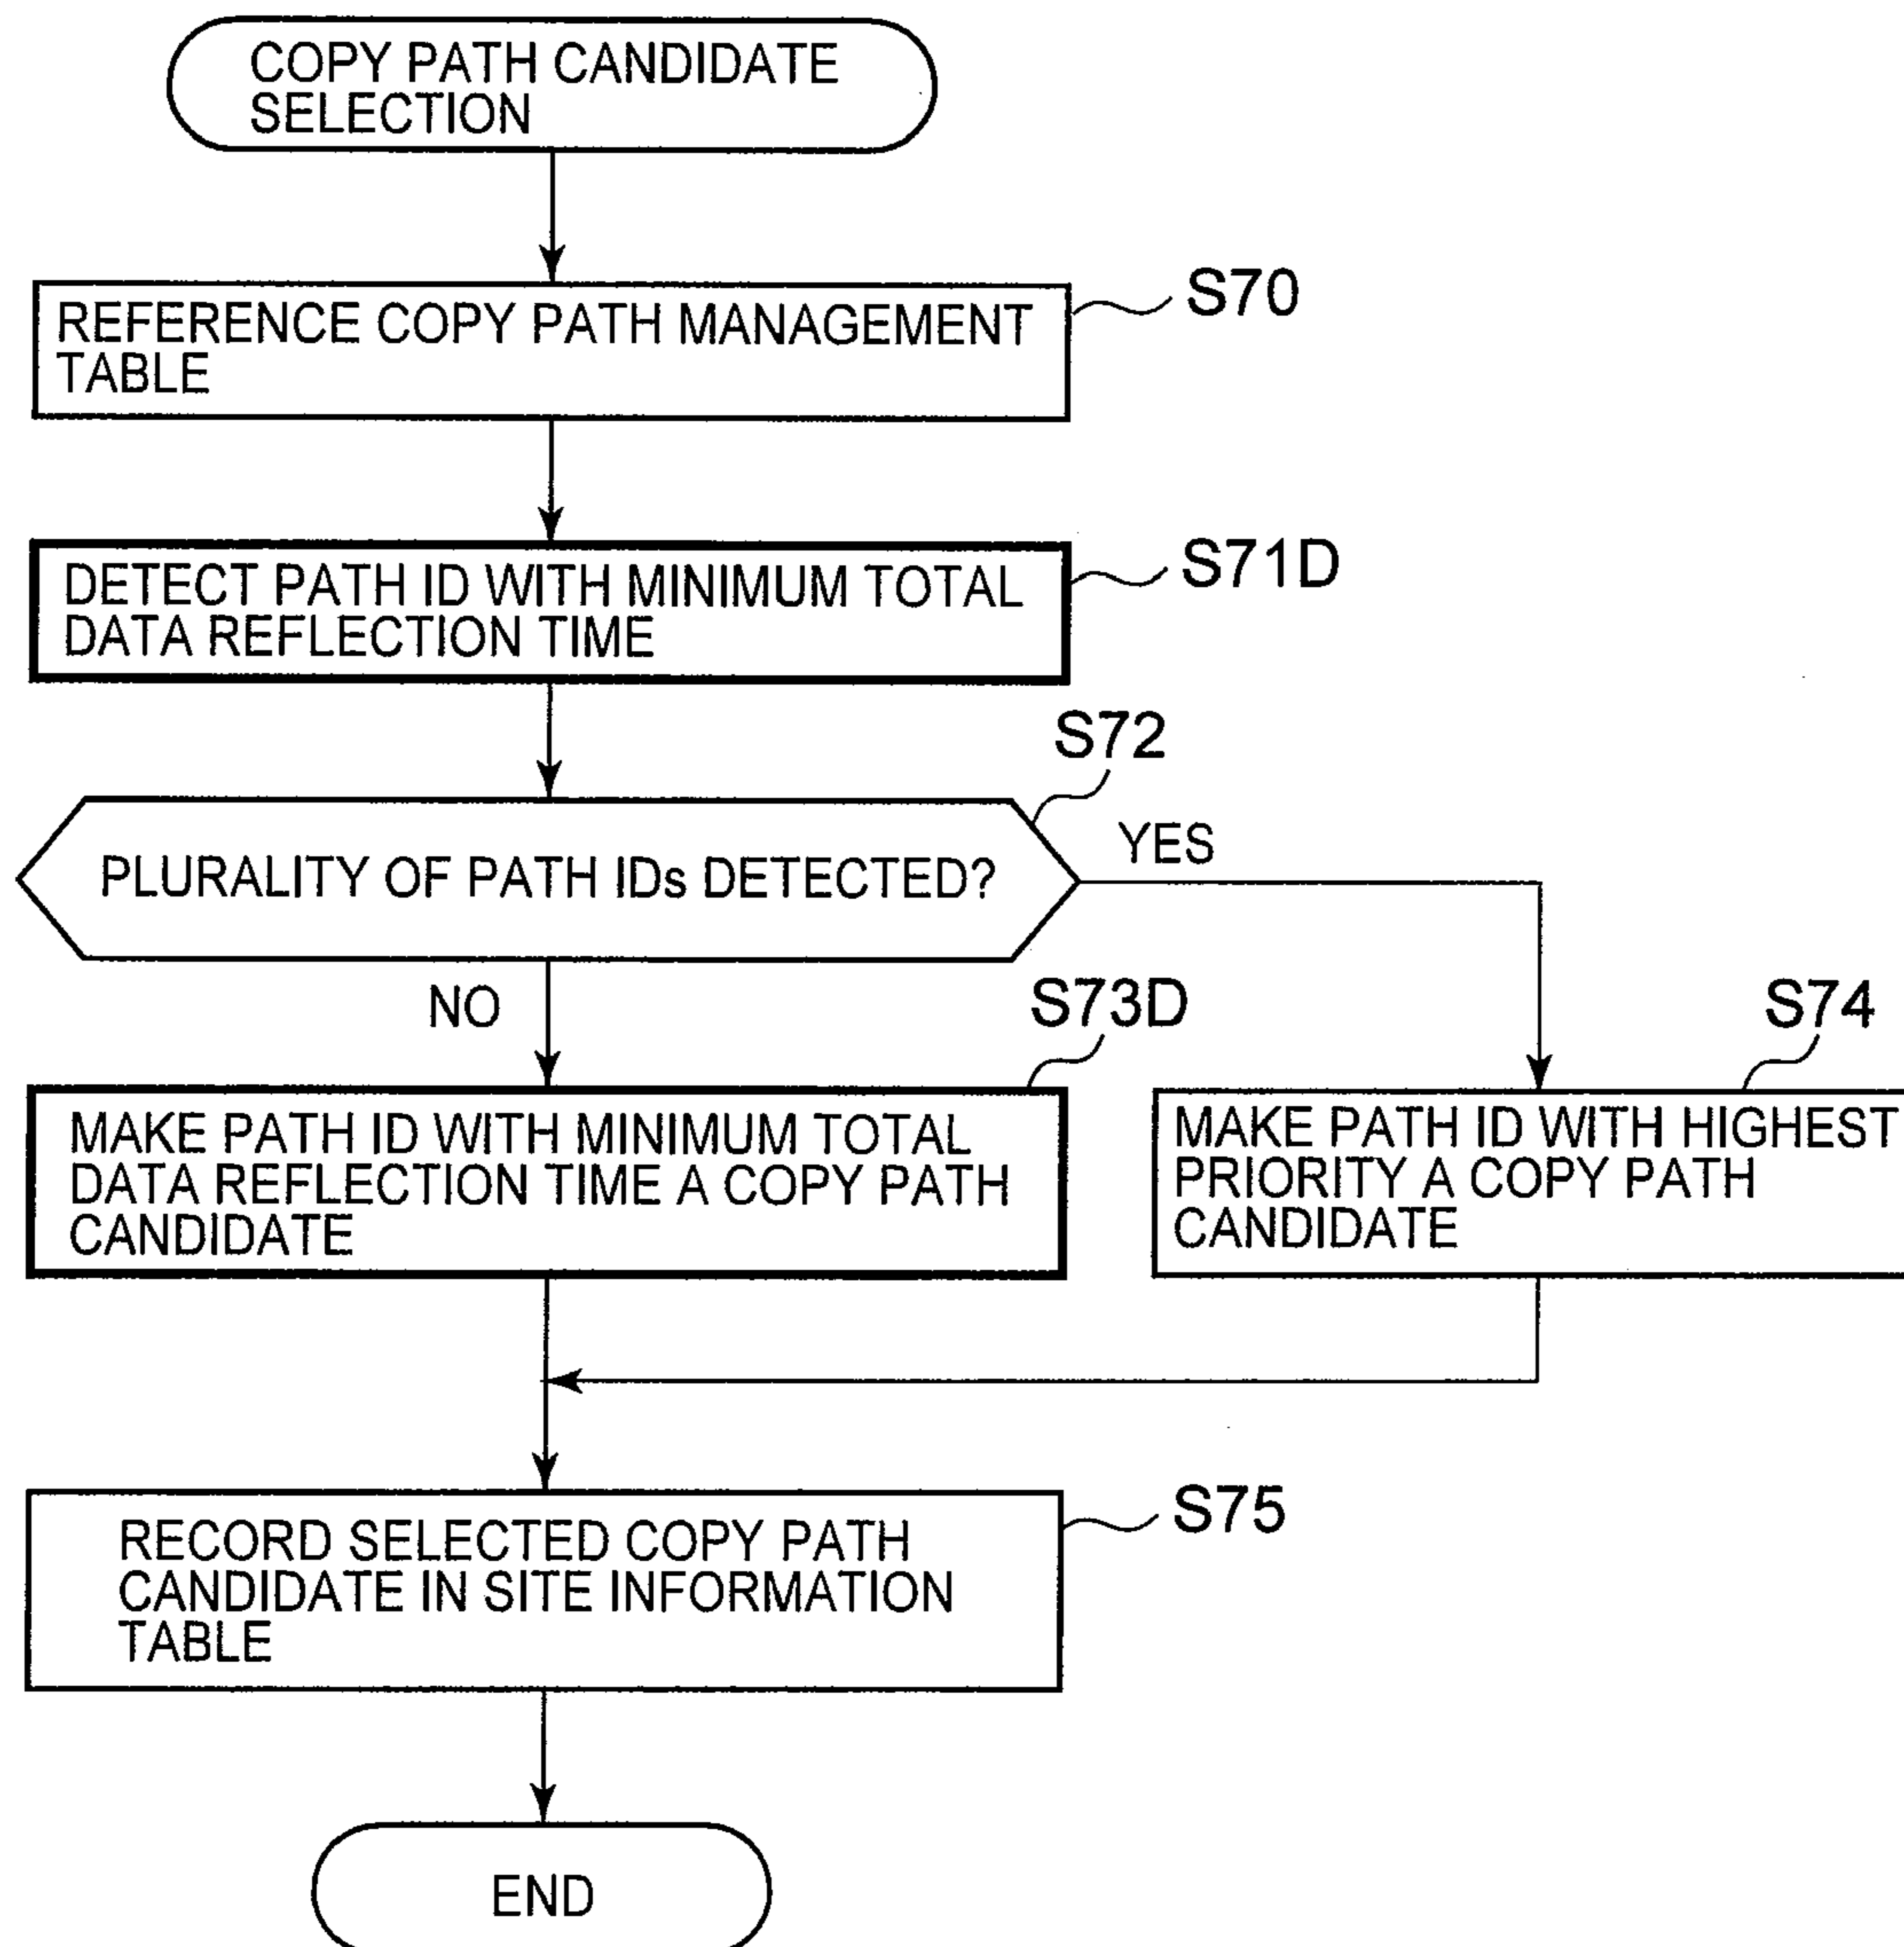 COPY PATH CANDIDATE
SELECTION
REFERENCE COPY PATH MANAGEMENT
TABLE
S70
DETECT PATH ID WITH MINIMUM TOTAL
DATA REFLECTION TIME
S71D
S72
PLURALITY OF PATH IDs DETECTED?
YES
NO
S73D
S74
MAKE PATH ID WITH MINIMUM TOTAL
DATA REFLECTION TIME A COPY PATH
CANDIDATE
MAKE PATH ID WITH HIGHEST
PRIORITY A COPY PATH
CANDIDATE
RECORD SELECTED COPY PATH
CANDIDATE IN SITE INFORMATION
TABLE
S75
END